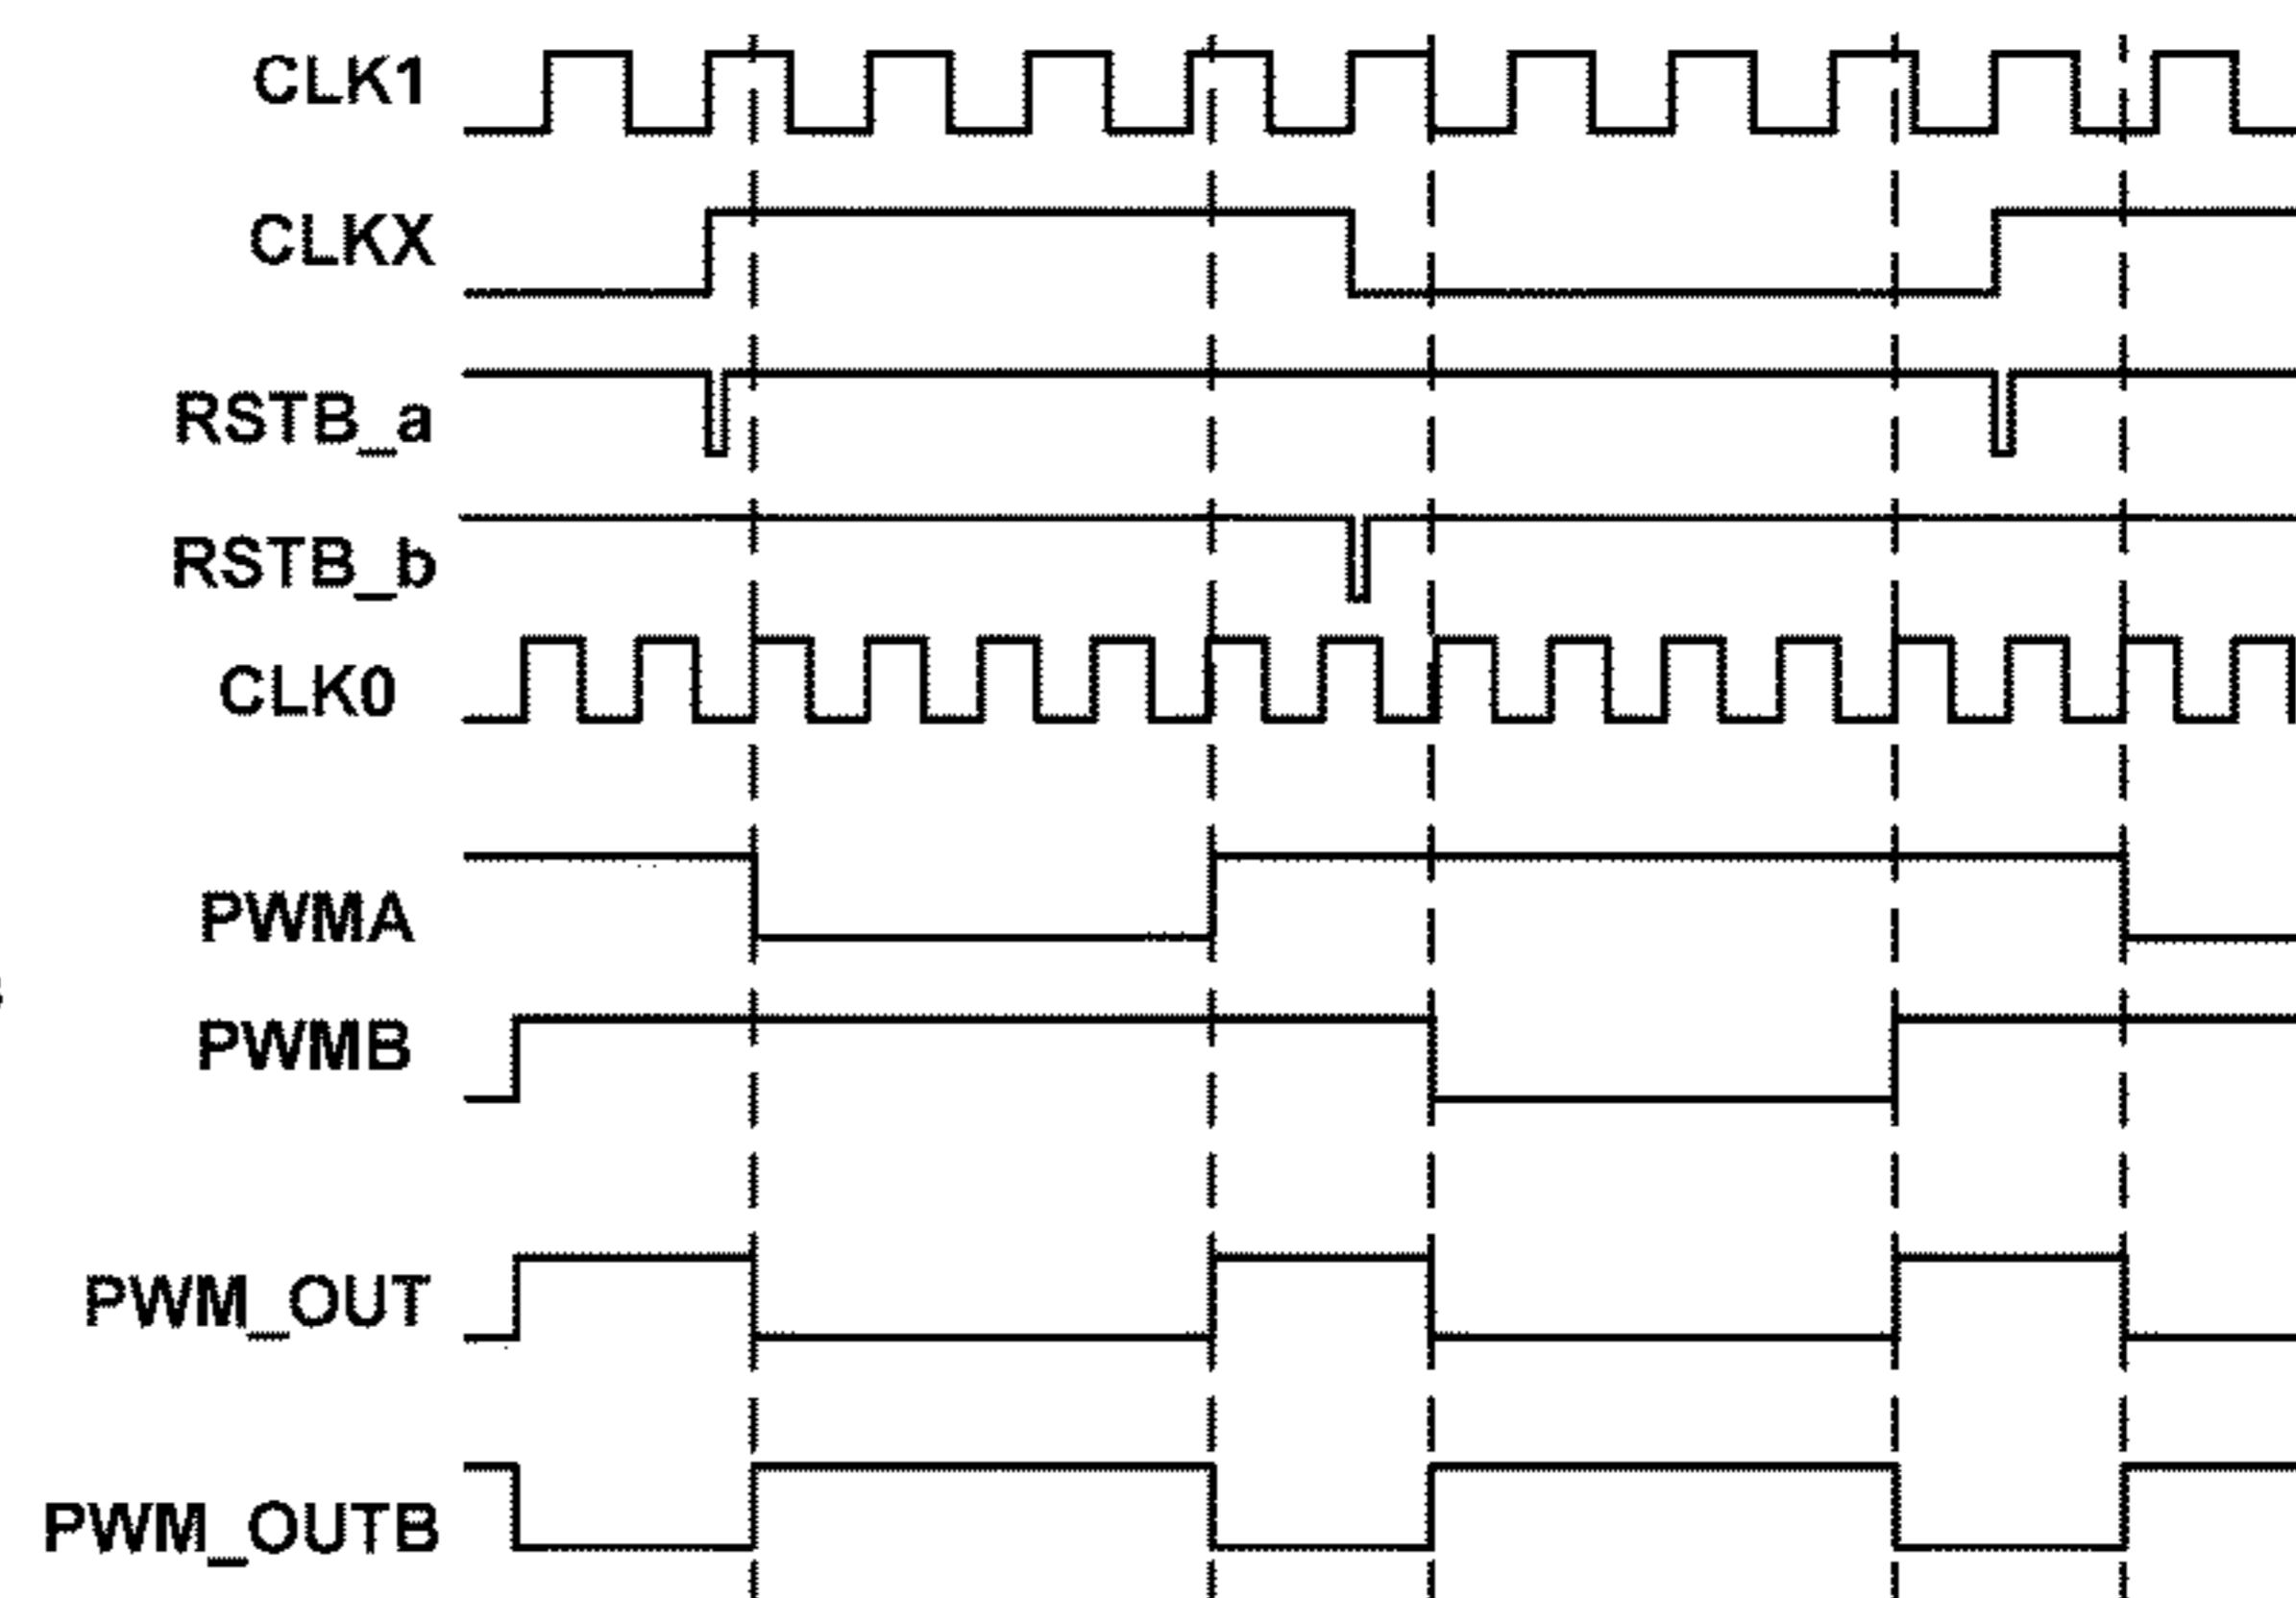 CLK1
CLKX
RSTB_a
RSTB_b
CLK0
PWMA
PWMB
PWM_OUT
PWM_OUTB